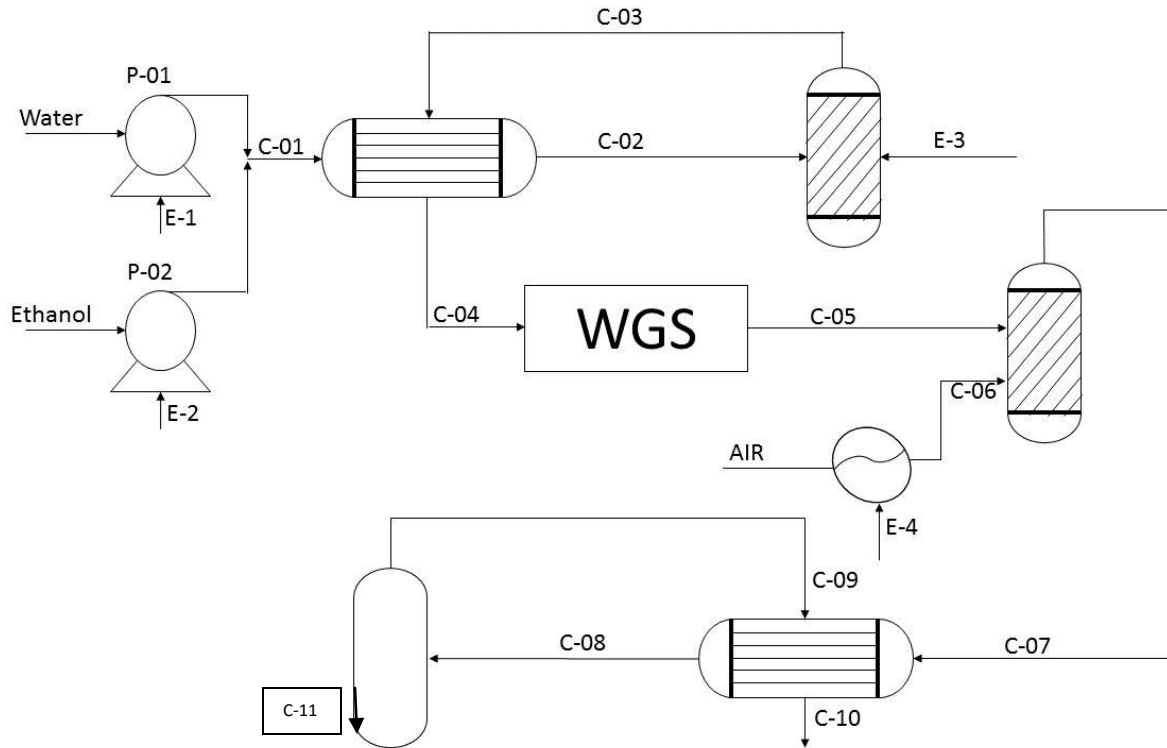 C-03
P-01
Water
C-01
C-02
E-3
E-1
P-02
Ethanol
C-04
WGS
C-05
E-2
C-06
AIR
E-4
C-09
C-08
C-07
C-11
C-10